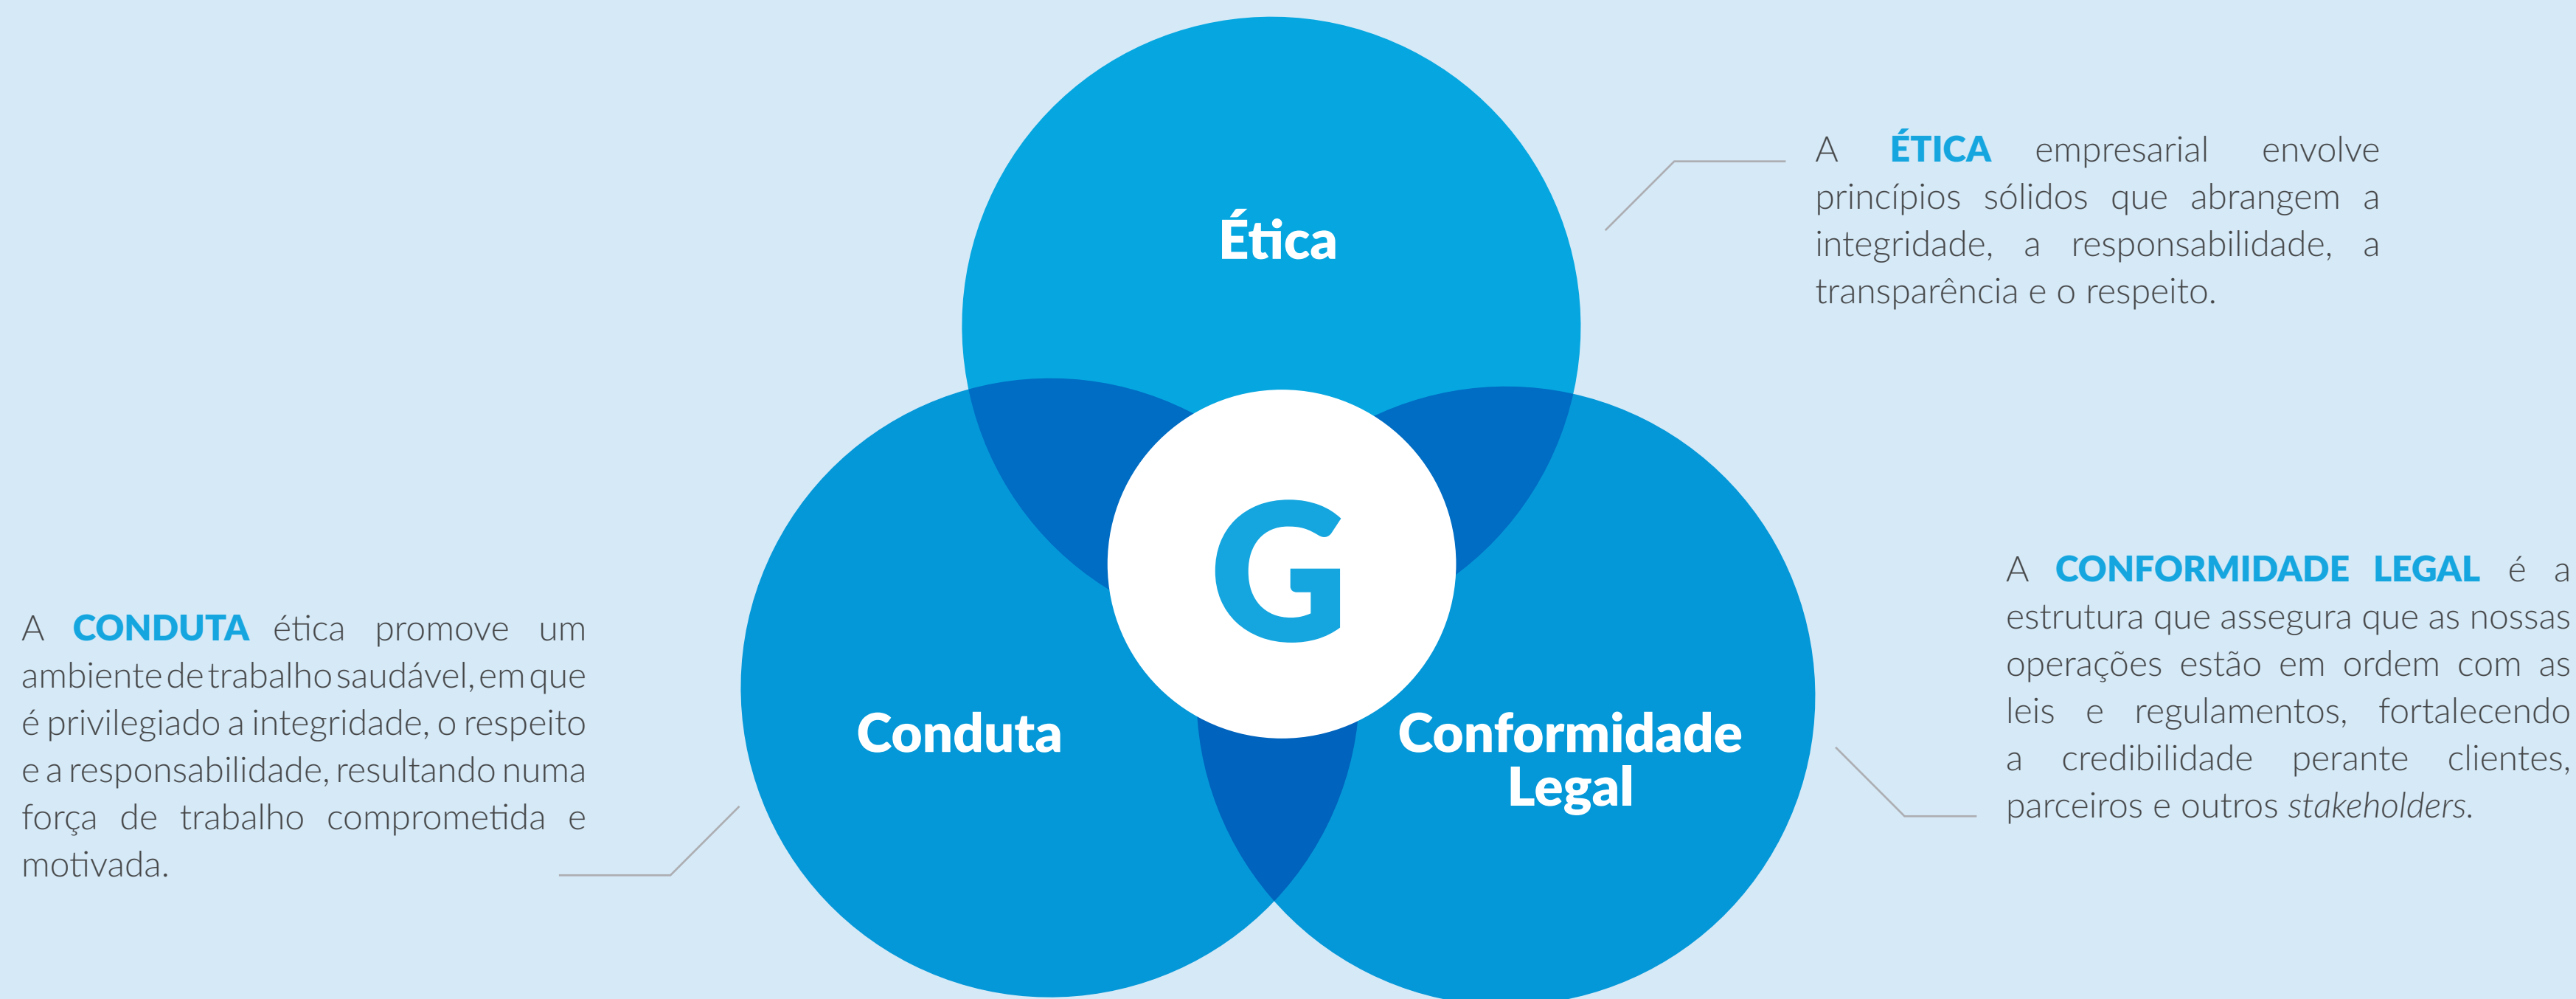 Ética
A ÉTICA empresarial envolve
princípios sólidos que abrangem a
integridade, a responsabilidade, a
transparência e o respeito.
G
A CONDUTA ética promove um
ambiente de trabalho saudável, em que
é privilegiado a integridade, o respeito
e a responsabilidade, resultando numa
força de trabalho comprometida e
motivada.
Conduta
Conformidade
Legal
A CONFORMIDADE LEGAL é a
estrutura que assegura que as nossas
operações estão em ordem com as
leis e regulamentos, fortalecendo
a credibilidade perante clientes,
parceiros e outros stakeholders.